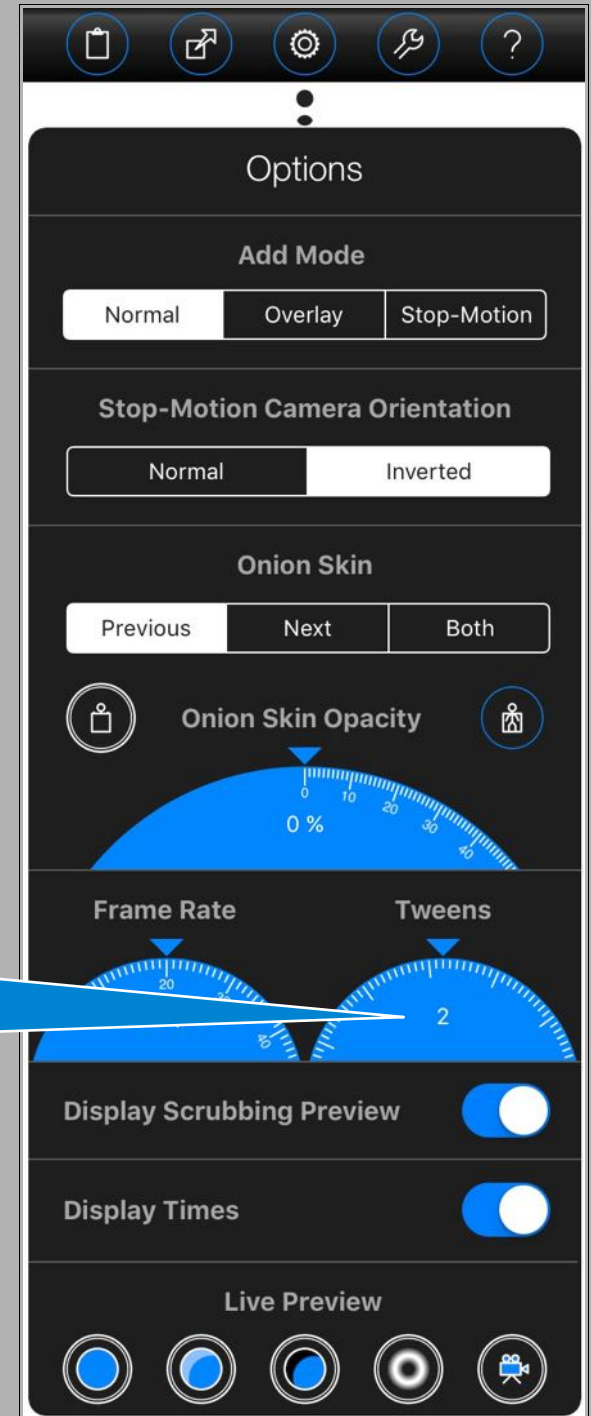 ?
Options
Add Mode
Normal Overlay Stop-Motion
Stop-Motion Camera Orientation
Normal Inverted
Onion Skin
Previous Next Both
Onion Skin Opacity
0 10 20 30 40
0 %
Frame Rate Tweens
20 40
2
Display Scrubbing Preview
Display Times
Live Preview